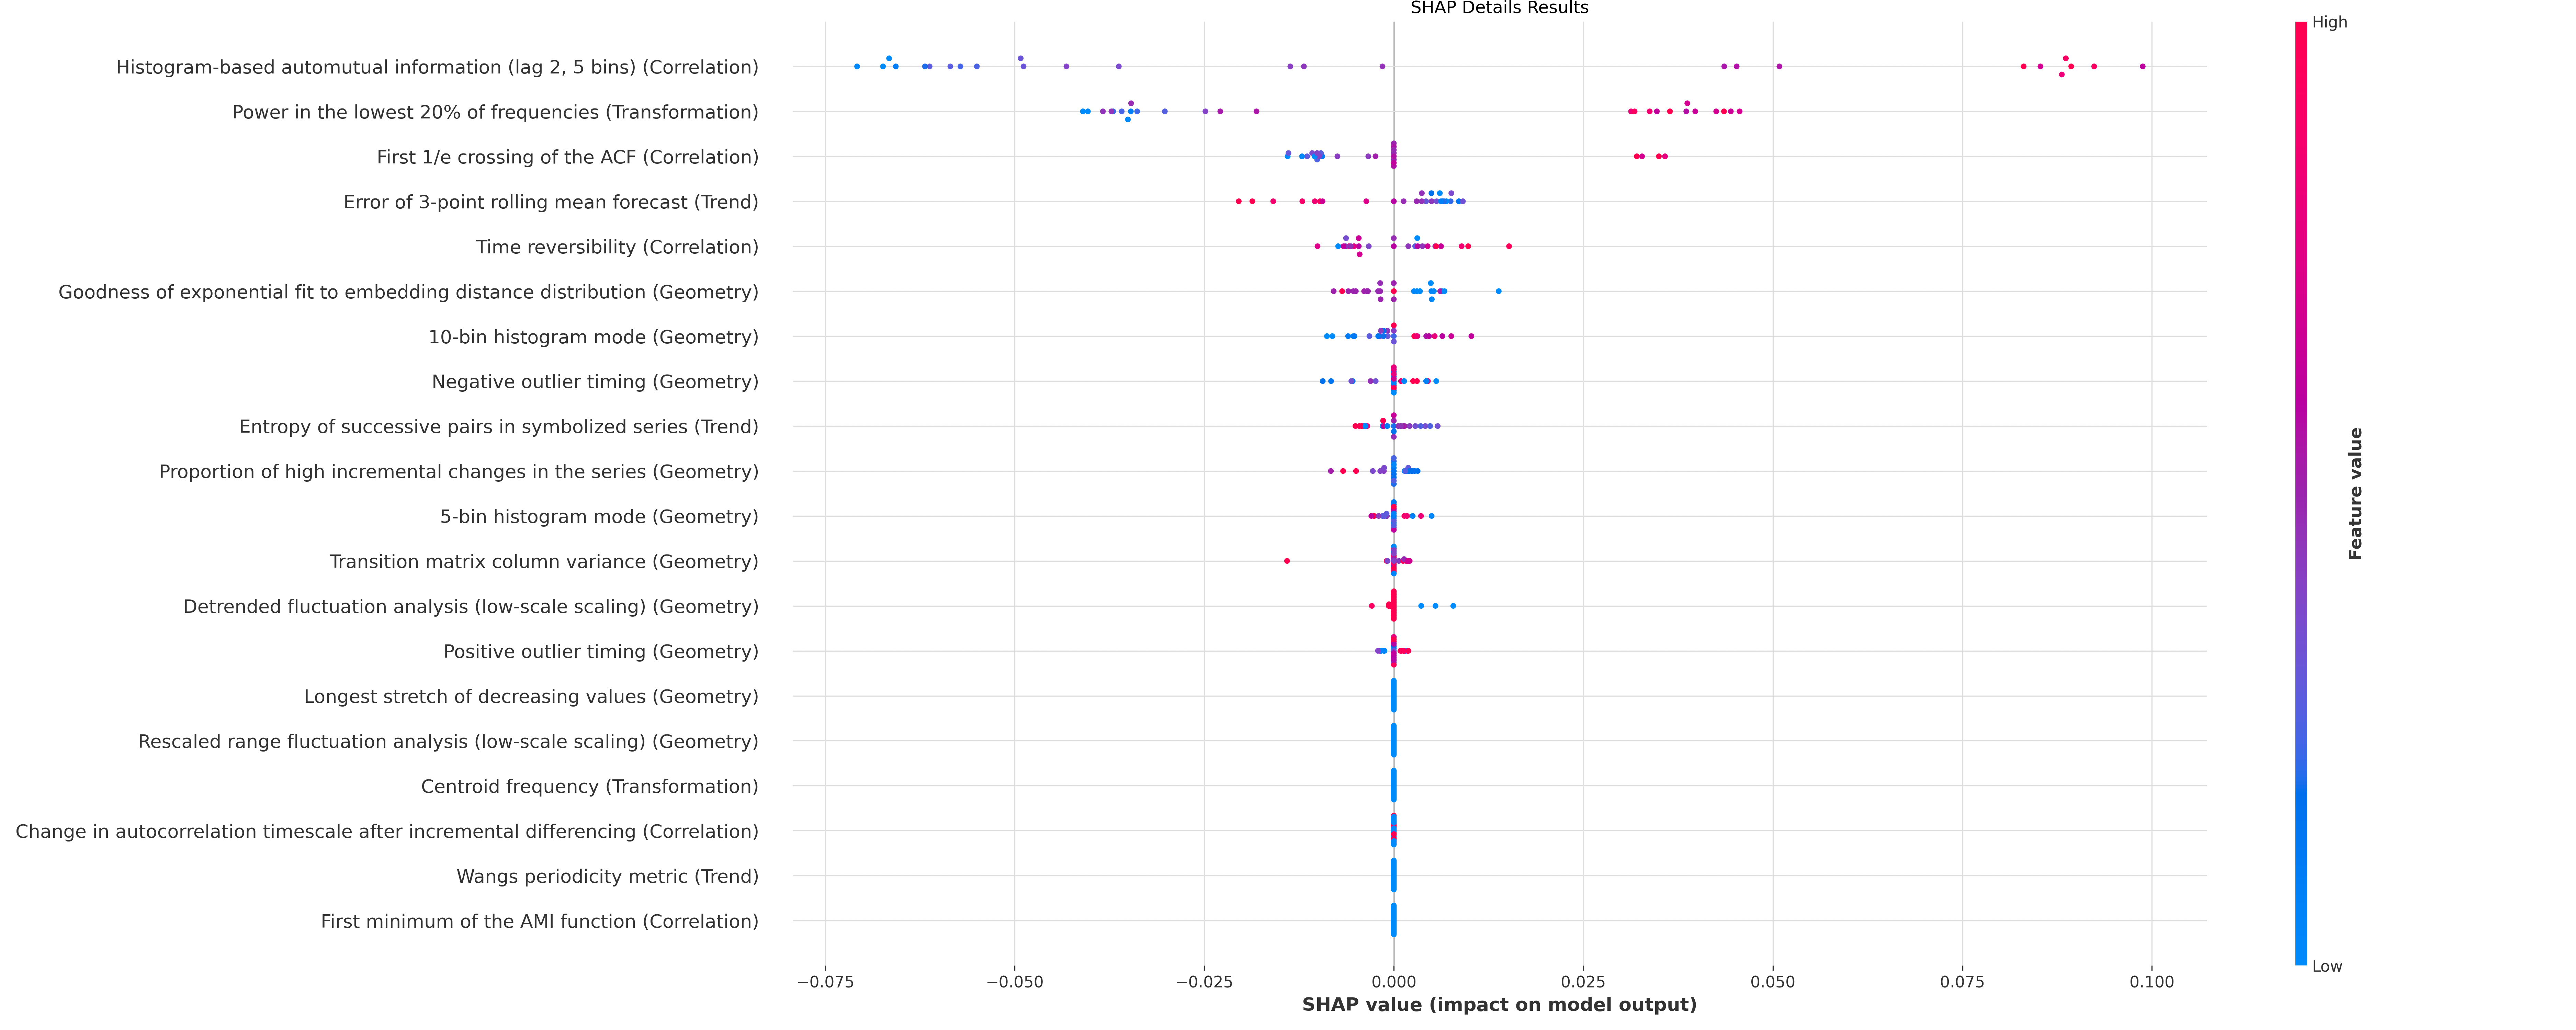 SHAP Details Results
High
Histogram-based automutual information (lag 2, 5 bins) (Correlation)
Power in the lowest 20% of frequencies (Transformation)
First 1/e crossing of the ACF (Correlation)
Error of 3-point rolling mean forecast (Trend)
Time reversibility (Correlation)
Goodness of exponential fit to embedding distance distribution (Geometry)
10-bin histogram mode (Geometry)
Negative outlier timing (Geometry)
Entropy of successive pairs in symbolized series (Trend)
Proportion of high incremental changes in the series (Geometry)
5-bin histogram mode (Geometry)
Transition matrix column variance (Geometry)
Detrended fluctuation analysis (low-scale scaling) (Geometry)
Positive outlier timing (Geometry)
Longest stretch of decreasing values (Geometry)
Rescaled range fluctuation analysis (low-scale scaling) (Geometry)
Centroid frequency (Transformation)
Change in autocorrelation timescale after incremental differencing (Correlation)
Wangs periodicity metric (Trend)
First minimum of the AMI function (Correlation)
Feature value
Low
−0.075 −0.050 −0.025 0.000 0.025 0.050 0.075 0.100
SHAP value (impact on model output)